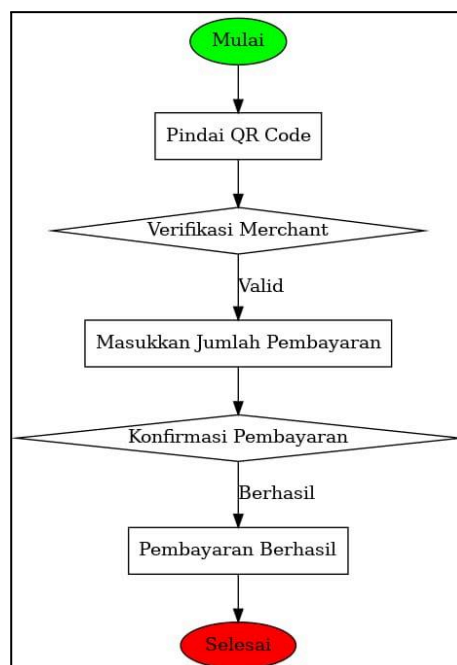 Mulai
Pindai QR Code
Verifikasi Merchant
Valid
Masukkan Jumlah Pembayaran
Konfirmasi Pembayaran
Berhasil
Pembayaran Berhasil
Selesai